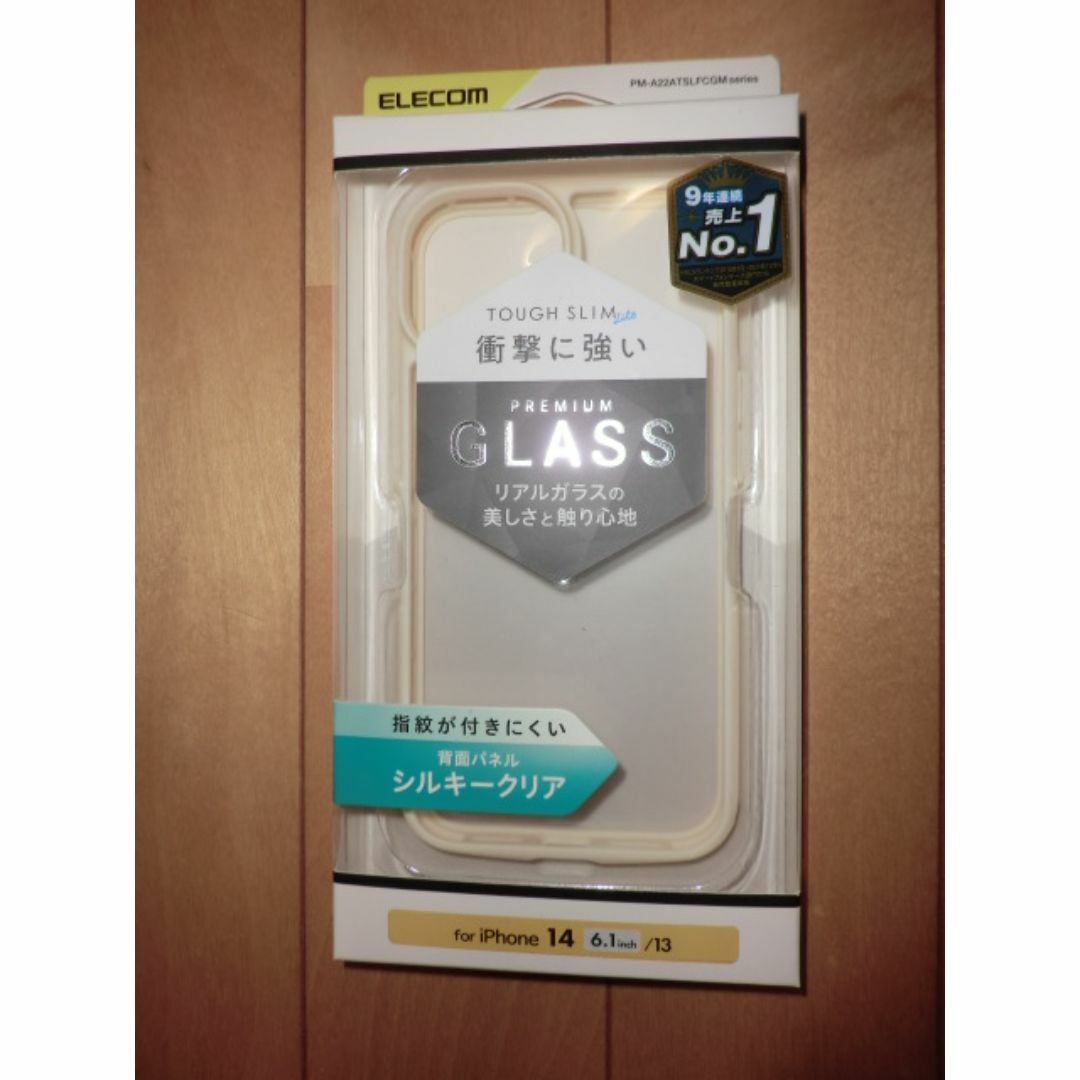 ELECOM
PM-A22ATSLFCGM series
9年連続
売上
No.1
TOUGH SLIM Lite
衝撃に強い
PREMIUM
GLASS
リアルガラスの
美しさと触り心地
指紋が付きにくい
背面パネル
シルキークリア
for iPhone 14 6.1inch /13